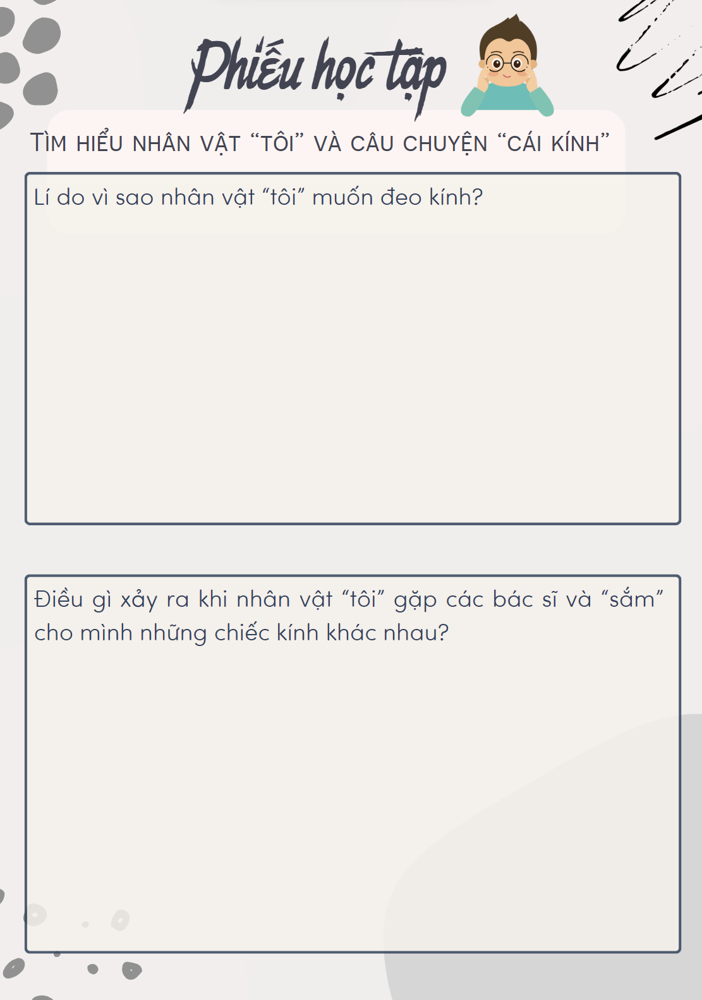 Phiếu học tập
TÌM HIỂU NHÂN VẬT “TÔI” VÀ CÂU CHUYỆN “CÁI KÍNH”
Lí do vì sao nhân vật “tôi” muốn đeo kính?
Điều gì xảy ra khi nhân vật “tôi” gặp các bác sĩ và “sắm”
cho mình những chiếc kính khác nhau?